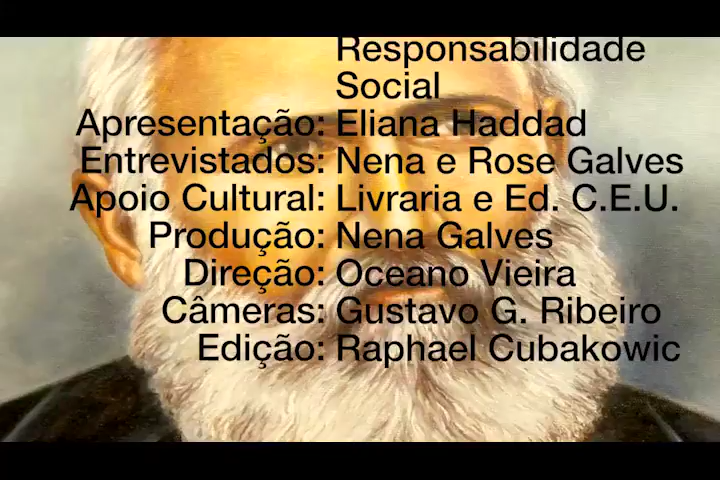 Responsabilidade
Social
Apresentação: Eliana Haddad
Entrevistados: Nena e Rose Galves
Apoio Cultural: Livraria e Ed. C.E.U.
Produção: Nena Galves
Direção: Oceano Vieira
Câmeras: Gustavo G. Ribeiro
Edição: Raphael Cubakowic